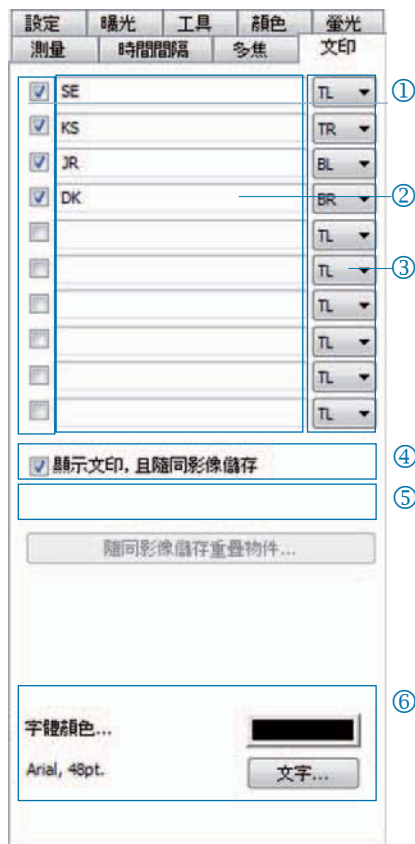 設定 曝光 工具 顏色 螢光
測量 時間間隔 多焦 文印
SE TL ①
KS TR
JR BL
DK BR ②
TL
TL ③
TL
TL
TL
TL
顯示文印, 且隨同影像儲存 ④
⑤
隨同影像儲存重疊物件...
⑥
字體顏色...
Arial, 48pt. 文字...